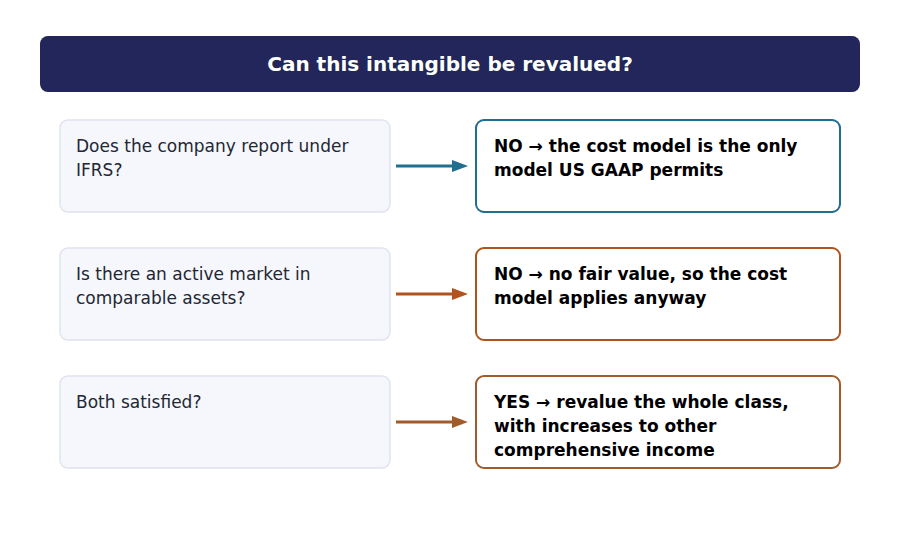 Can this intangible be revalued?
Does the company report under
IFRS?
NO → the cost model is the only
model US GAAP permits
Is there an active market in
comparable assets?
NO → no fair value, so the cost
model applies anyway
Both satisfied?
YES → revalue the whole class,
with increases to other
comprehensive income